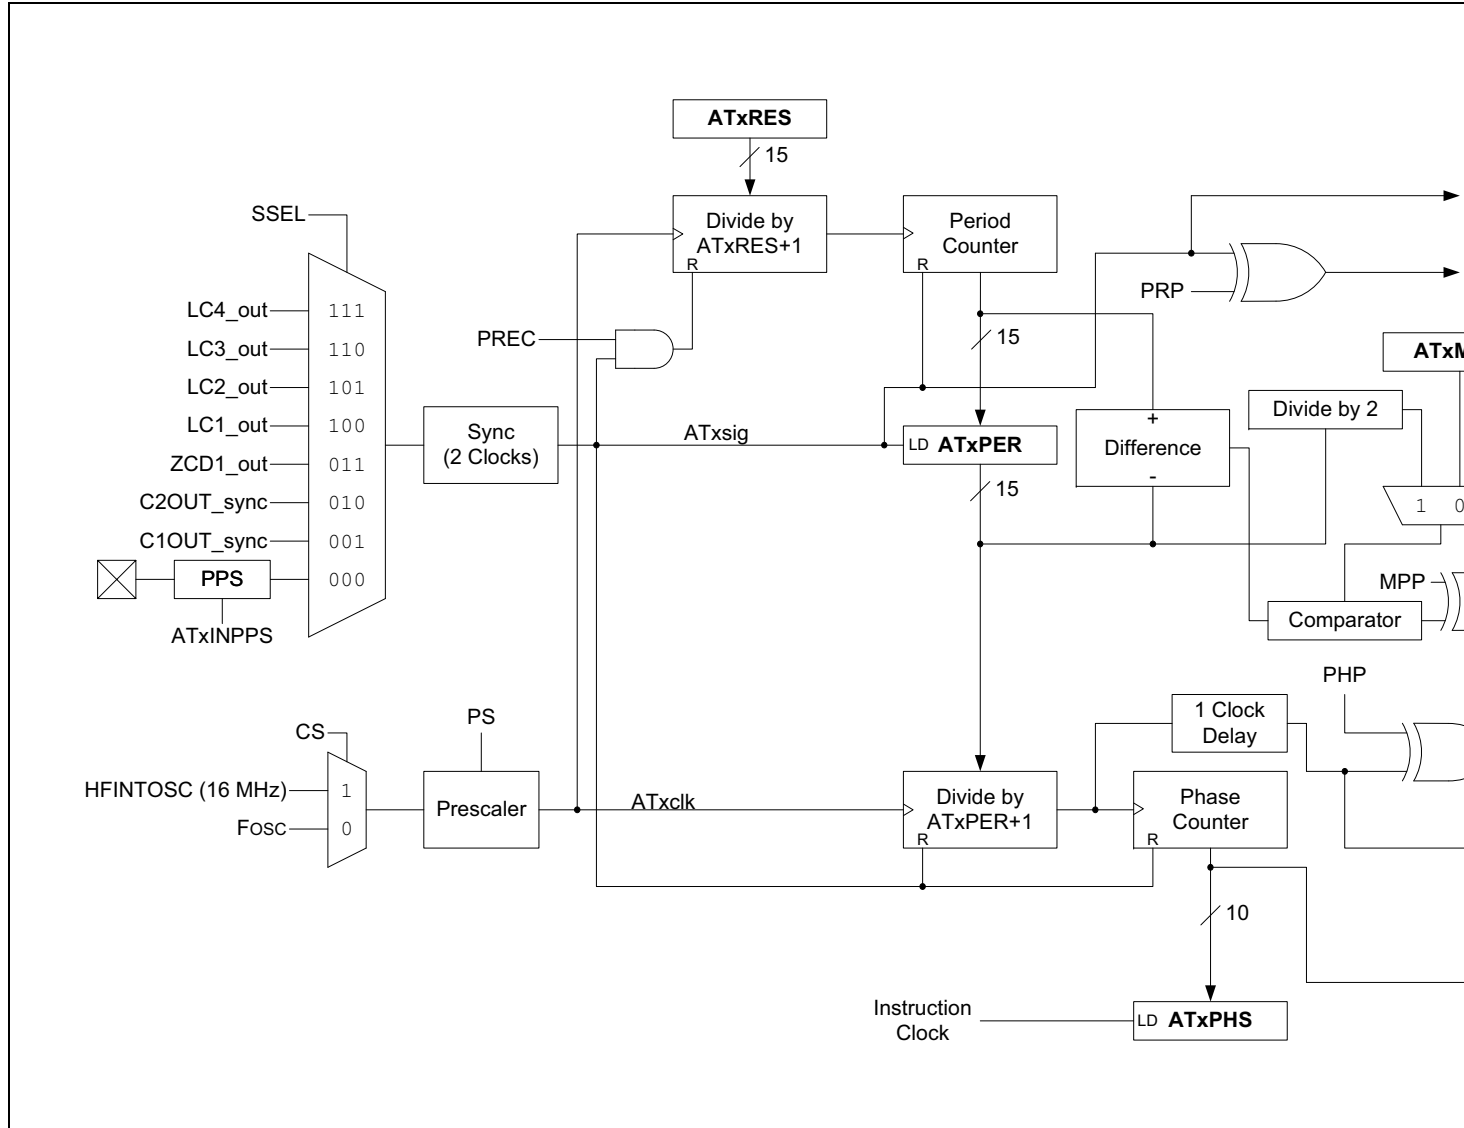 ATxRES
15
SSEL
Divide by
ATxRES+1
R
Period
Counter
R
PRP
LC4_out
111
LC3_out
110
LC2_out
101
LC1_out
100
ZCD1_out
011
C2OUT_sync
010
C1OUT_sync
001
PPS
000
ATxINPPS
PREC
15
ATxM
Sync
(2 Clocks)
ATxsig
LD ATxPER
15
+
Difference
-
Divide by 2
1 0
MPP
Comparator
PHP
CS
PS
HFINTOSC (16 MHz)
1
FOSC
0
Prescaler
ATxclk
Divide by
ATxPER+1
R
1 Clock
Delay
Phase
Counter
R
10
Instruction
Clock
LD ATxPHS